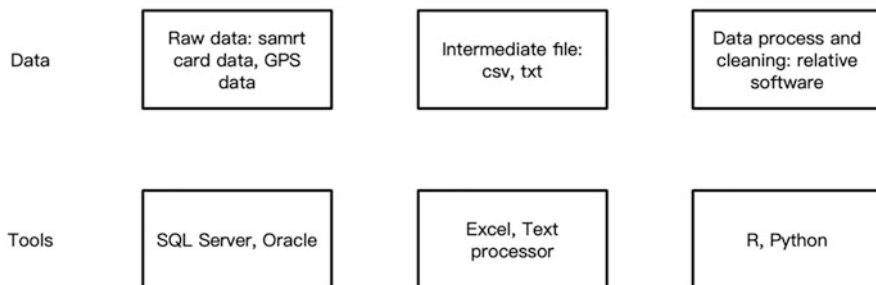 Data
Raw data: samrt
card data, GPS
data
Intermediate file:
csv, txt
Data process and
cleaning: relative
software
Tools
SQL Server, Oracle
Excel, Text
processor
R, Python